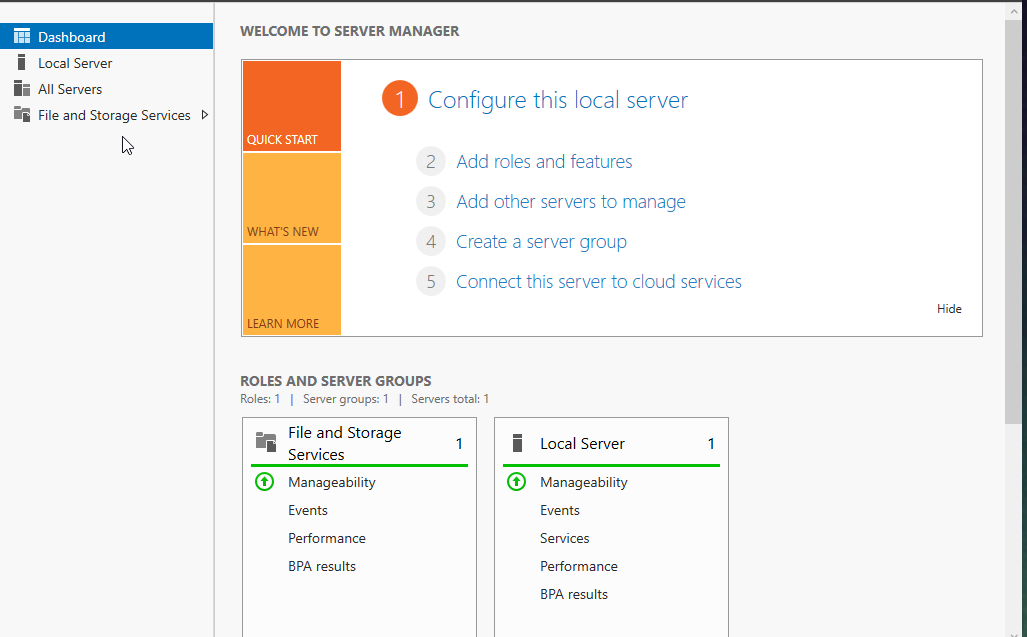 Dashboard
Local Server
All Servers
File and Storage Services
WELCOME TO SERVER MANAGER
QUICK START
WHAT'S NEW
LEARN MORE
1 Configure this local server
2 Add roles and features
3 Add other servers to manage
4 Create a server group
5 Connect this server to cloud services
Hide
ROLES AND SERVER GROUPS
Roles: 1 | Server groups: 1 | Servers total: 1
File and Storage
Services 1
Manageability
Events
Performance
BPA results
Local Server 1
Manageability
Events
Services
Performance
BPA results